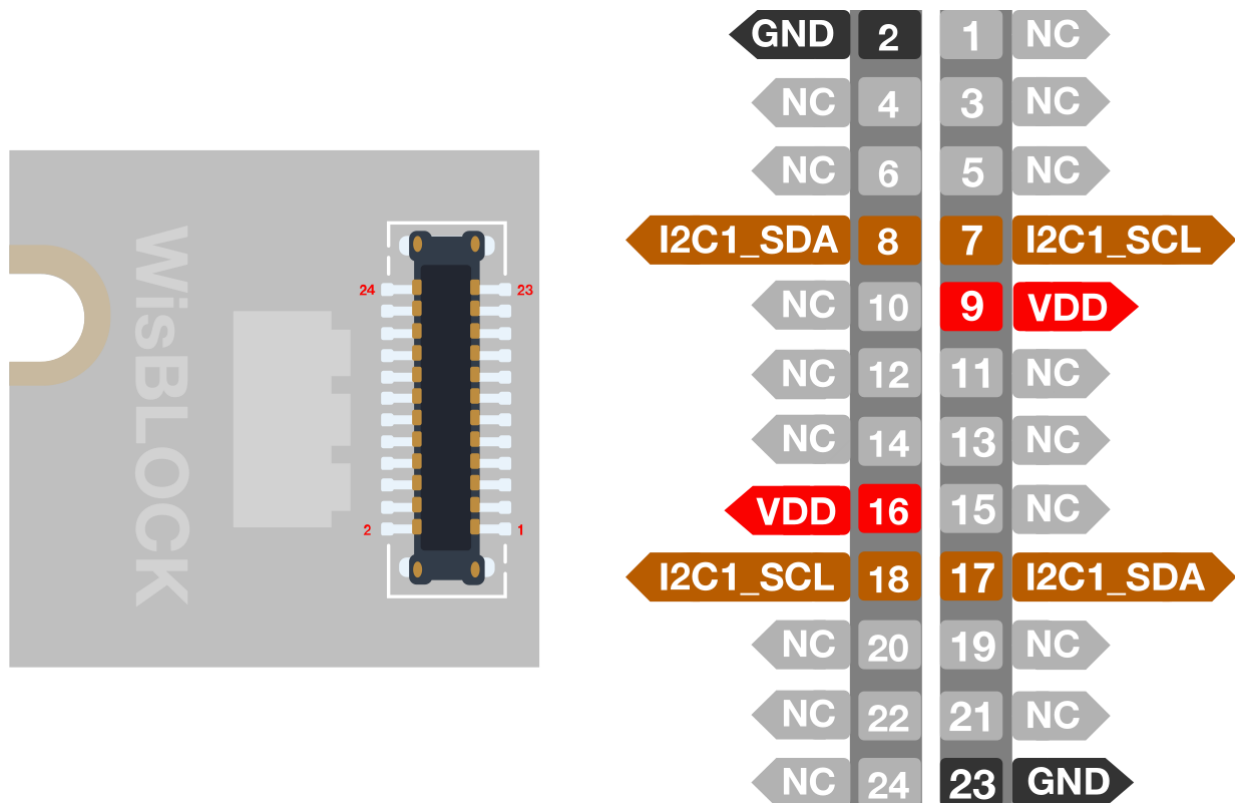 WisBLOCK
24 23
2 1
GND 2 1 NC
NC 4 3 NC
NC 6 5 NC
I2C1_SDA 8 7 I2C1_SCL
NC 10 9 VDD
NC 12 11 NC
NC 14 13 NC
VDD 16 15 NC
I2C1_SCL 18 17 I2C1_SDA
NC 20 19 NC
NC 22 21 NC
NC 24 23 GND